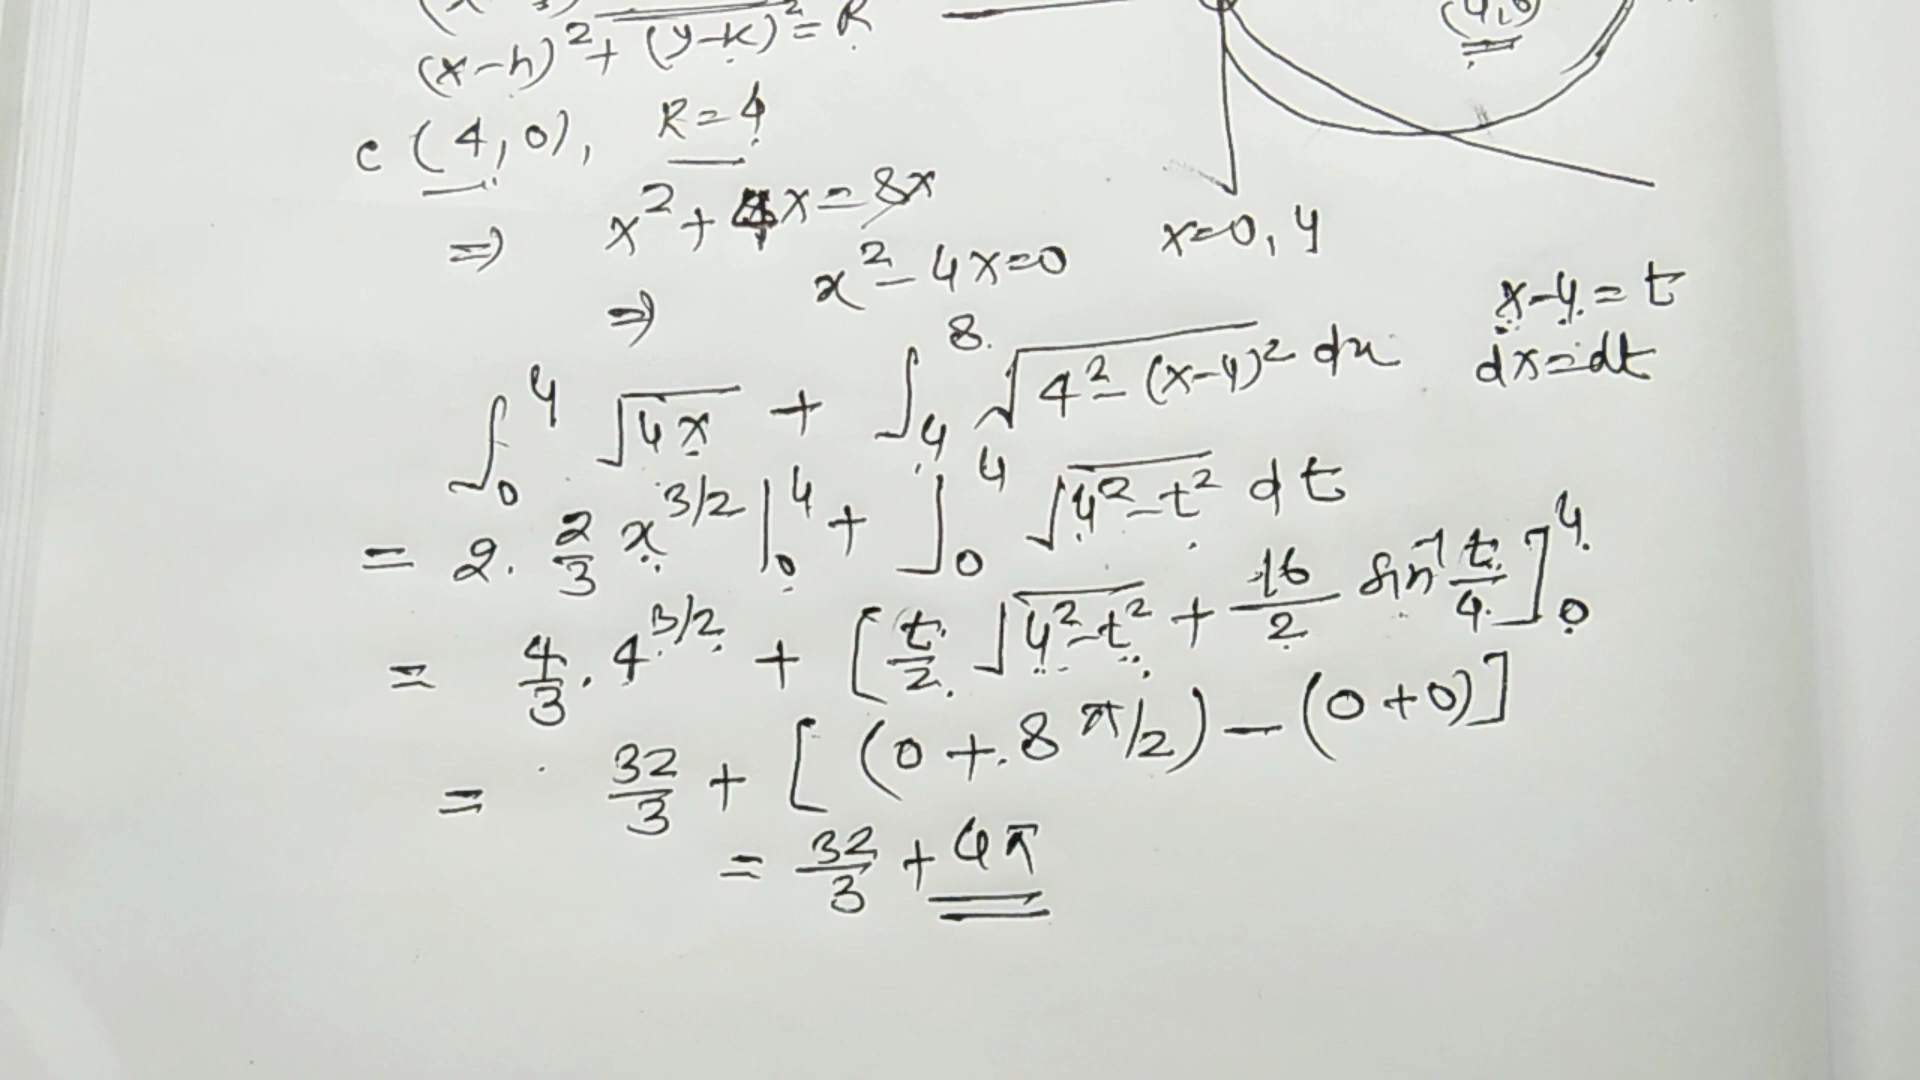 (x-h)² + (y-k)² = R
(4,0)
c (4,0), R=4
⇒ x² + 4x = 8x
x=0, 4
⇒ x² - 4x = 0
x-4 = t
dx = dt
∫₀⁴ √4x + ∫₄⁸ √(4² - (x-4)²) dx
= 2. 2/3 x^3/2 |₀⁴ + ∫₀⁴ √(4² - t²) dt
= 4/3 . 4^3/2 + [t/2 √(4² - t²) + 16/2 sin⁻¹ t/4]₀⁴
= 32/3 + [(0 + 8 π/2) - (0+0)]
= 32/3 + 4π